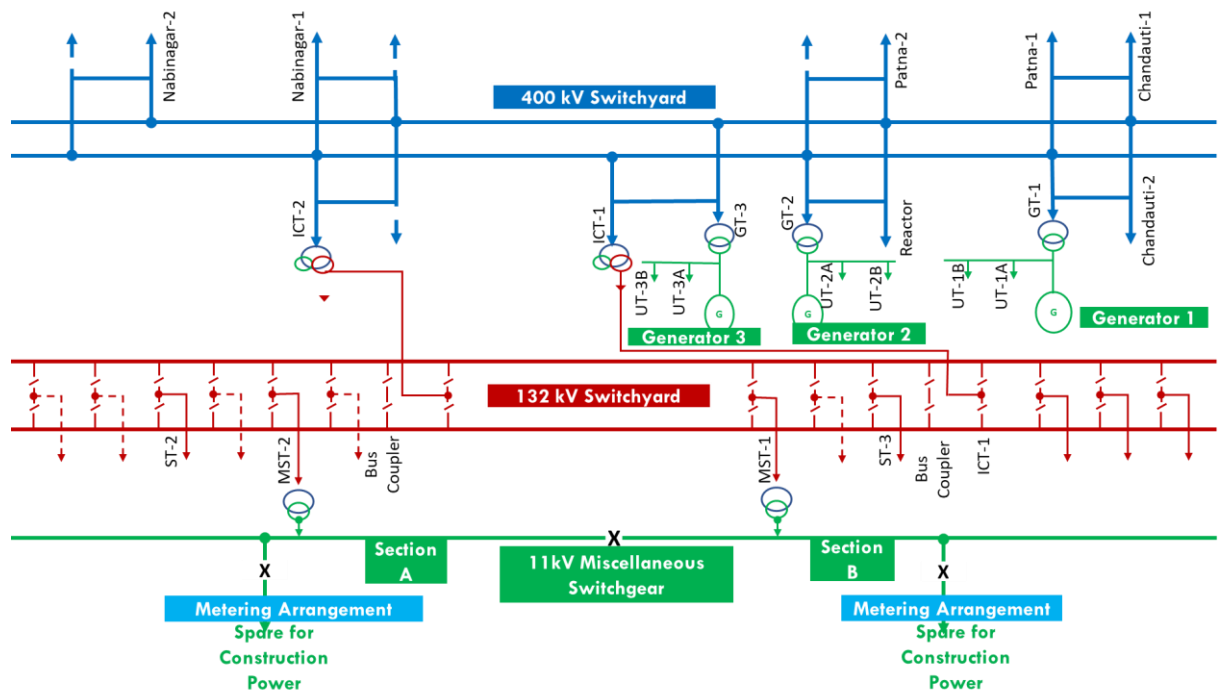 Nabinagar-2
Nabinagar-1
Patna-2
Patna-1
Chandauti-1
400 kV Switchyard
ICT-2
ICT-1
GT-3
GT-2
Reactor
GT-1
Chandauti-2
UT-3B
UT-3A
UT-2A
UT-2B
UT-1B
UT-1A
G
G
G
Generator 3
Generator 2
Generator 1
132 kV Switchyard
ST-2
MST-2
Bus
Coupler
MST-1
ST-3
Bus
Coupler
ICT-1
X
Section
A
11kV Miscellaneous
Switchgear
Section
B
X
X
Metering Arrangement
Metering Arrangement
Spare for
Construction
Power
Spare for
Construction
Power